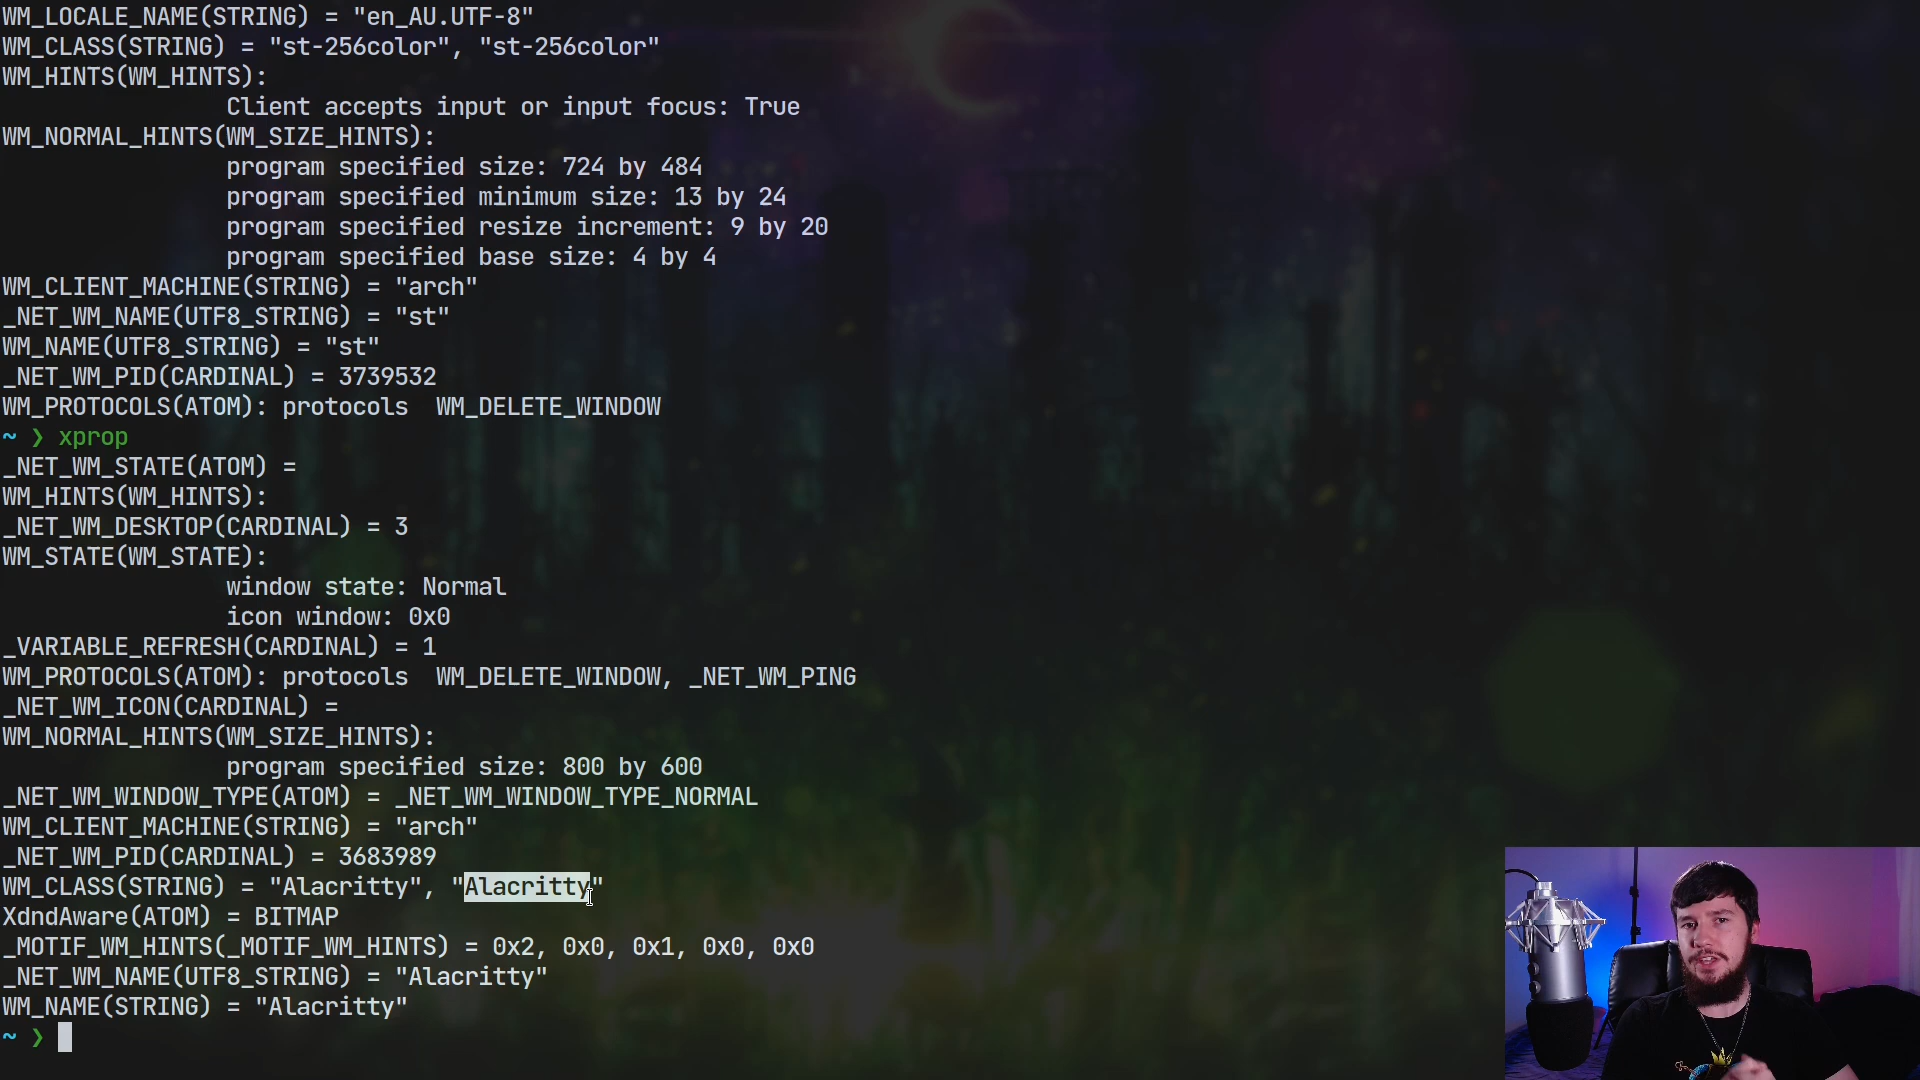 WM_LOCALE_NAME(STRING) = "en_AU.UTF-8"
WM_CLASS(STRING) = "st-256color", "st-256color"
WM_HINTS(WM_HINTS):
Client accepts input or input focus: True
WM_NORMAL_HINTS(WM_SIZE_HINTS):
program specified size: 724 by 484
program specified minimum size: 13 by 24
program specified resize increment: 9 by 20
program specified base size: 4 by 4
WM_CLIENT_MACHINE(STRING) = "arch"
_NET_WM_NAME(UTF8_STRING) = "st"
WM_NAME(UTF8_STRING) = "st"
_NET_WM_PID(CARDINAL) = 3739532
WM_PROTOCOLS(ATOM): protocols  WM_DELETE_WINDOW
~ ❯ xprop
_NET_WM_STATE(ATOM) =
WM_HINTS(WM_HINTS):
_NET_WM_DESKTOP(CARDINAL) = 3
WM_STATE(WM_STATE):
window state: Normal
icon window: 0x0
_VARIABLE_REFRESH(CARDINAL) = 1
WM_PROTOCOLS(ATOM): protocols  WM_DELETE_WINDOW, _NET_WM_PING
_NET_WM_ICON(CARDINAL) =
WM_NORMAL_HINTS(WM_SIZE_HINTS):
program specified size: 800 by 600
_NET_WM_WINDOW_TYPE(ATOM) = _NET_WM_WINDOW_TYPE_NORMAL
WM_CLIENT_MACHINE(STRING) = "arch"
_NET_WM_PID(CARDINAL) = 3683989
WM_CLASS(STRING) = "Alacritty", "Alacritty"
XdndAware(ATOM) = BITMAP
_MOTIF_WM_HINTS(_MOTIF_WM_HINTS) = 0x2, 0x0, 0x1, 0x0, 0x0
_NET_WM_NAME(UTF8_STRING) = "Alacritty"
WM_NAME(STRING) = "Alacritty"
~ ❯